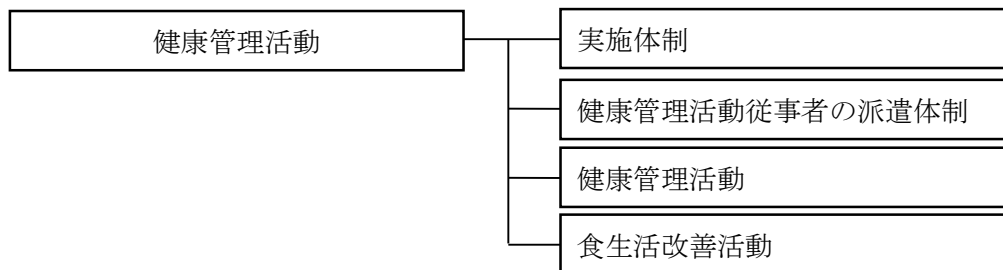 健康管理活動
実施体制
健康管理活動従事者の派遣体制
健康管理活動
食生活改善活動